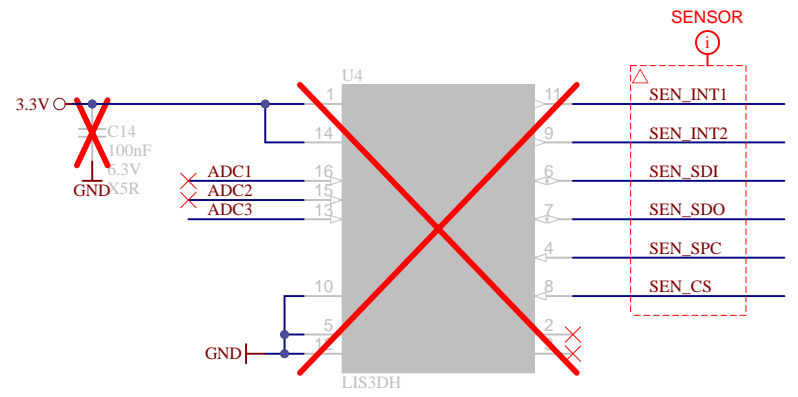 SENSOR
i
U4
3.3V
1
11
SEN_INT1
C14
100nF
6.3V
X5R
GND
14
9
SEN_INT2
ADC1
16
6
SEN_SDI
ADC2
15
ADC3
13
7
SEN_SDO
4
SEN_SPC
10
8
SEN_CS
5
2
GND
12
3
LIS3DH